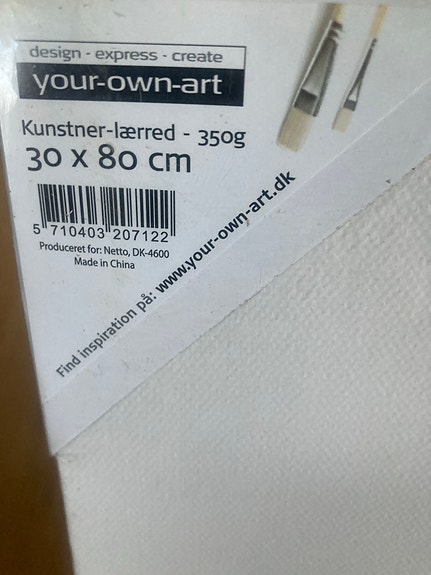 design - express - create
your-own-art
Kunstner-lærred - 350g
30 x 80 cm
5 710403 207122
Produceret for: Netto, DK-4600
Made in China
Find inspiration på: www.your-own-art.dk